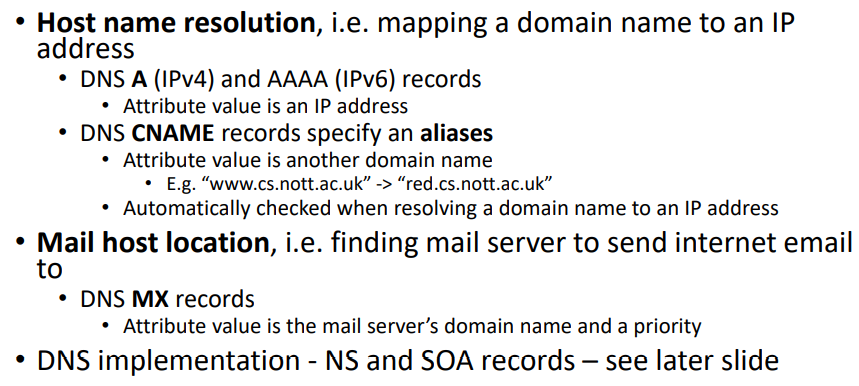 • Host name resolution, i.e. mapping a domain name to an IP
address
• DNS A (IPv4) and AAAA (IPv6) records
• Attribute value is an IP address
• DNS CNAME records specify an aliases
• Attribute value is another domain name
• E.g. “www.cs.nott.ac.uk” -> “red.cs.nott.ac.uk”
• Automatically checked when resolving a domain name to an IP address
• Mail host location, i.e. finding mail server to send internet email
to
• DNS MX records
• Attribute value is the mail server’s domain name and a priority
• DNS implementation - NS and SOA records – see later slide